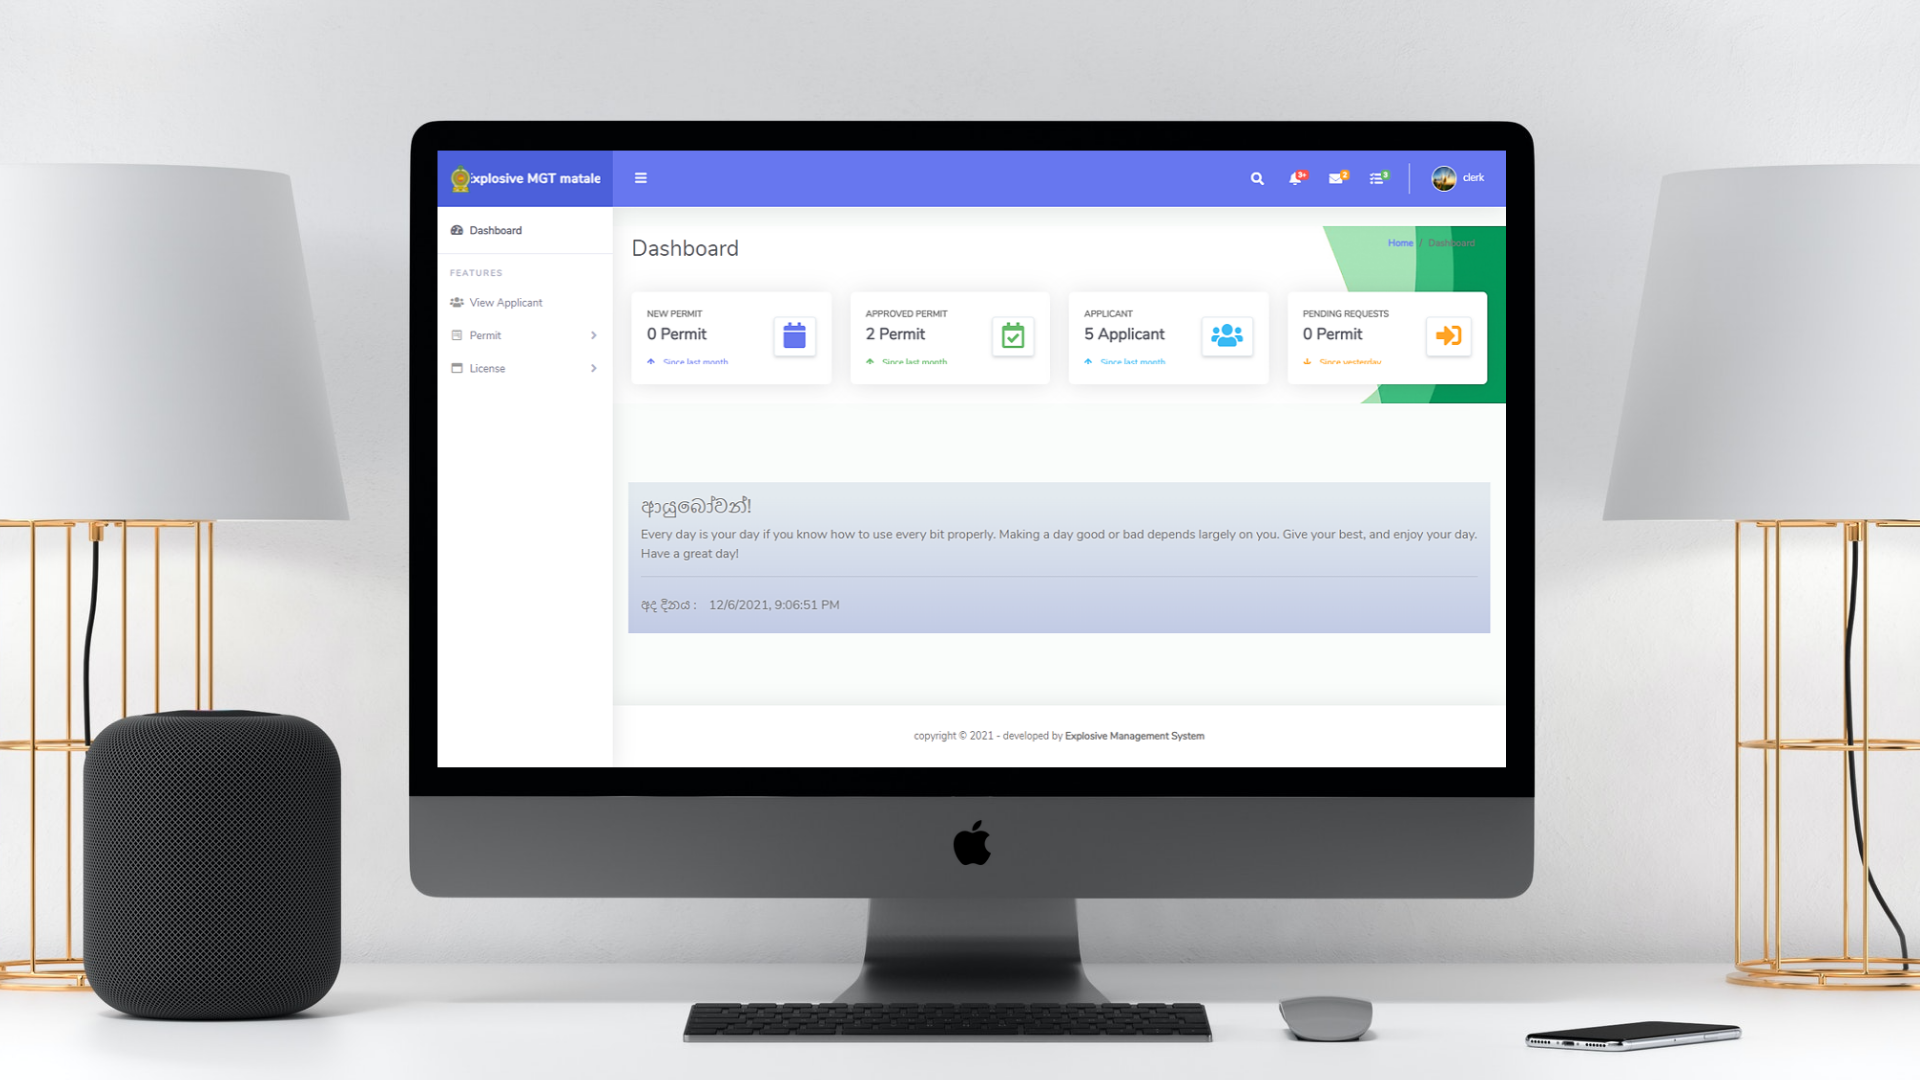 xplosive MGT matale
3+
2
3
clerk
Dashboard
FEATURES
View Applicant
Permit
License
Dashboard
Home / Dashboard
NEW PERMIT
0 Permit
Since last month
APPROVED PERMIT
2 Permit
Since last month
APPLICANT
5 Applicant
Since last month
PENDING REQUESTS
0 Permit
Since yesterday
ආයුබෝවන්!
Every day is your day if you know how to use every bit properly. Making a day good or bad depends largely on you. Give your best, and enjoy your day.
Have a great day!
අද දිනය : 12/6/2021, 9:06:51 PM
copyright © 2021 - developed by Explosive Management System